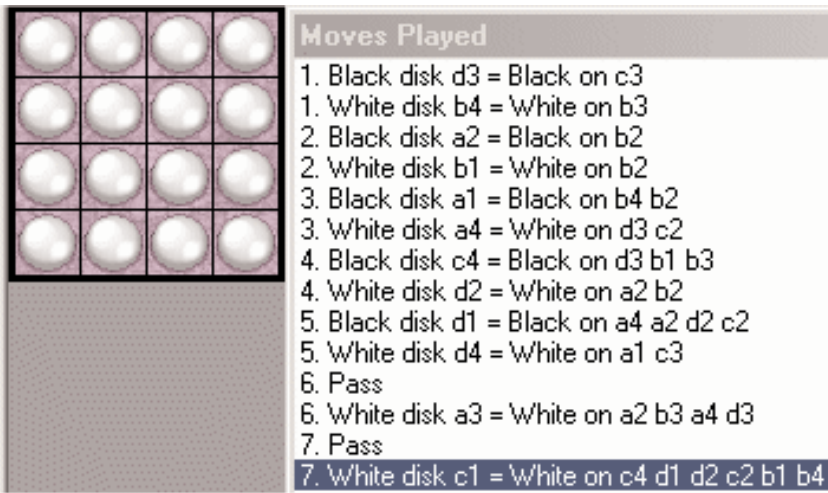 Moves Played
1. Black disk d3 = Black on c3
1. White disk b4 = White on b3
2. Black disk a2 = Black on b2
2. White disk b1 = White on b2
3. Black disk a1 = Black on b4 b2
3. White disk a4 = White on d3 c2
4. Black disk c4 = Black on d3 b1 b3
4. White disk d2 = White on a2 b2
5. Black disk d1 = Black on a4 a2 d2 c2
5. White disk d4 = White on a1 c3
6. Pass
6. White disk a3 = White on a2 b3 a4 d3
7. Pass
7. White disk c1 = White on c4 d1 d2 c2 b1 b4